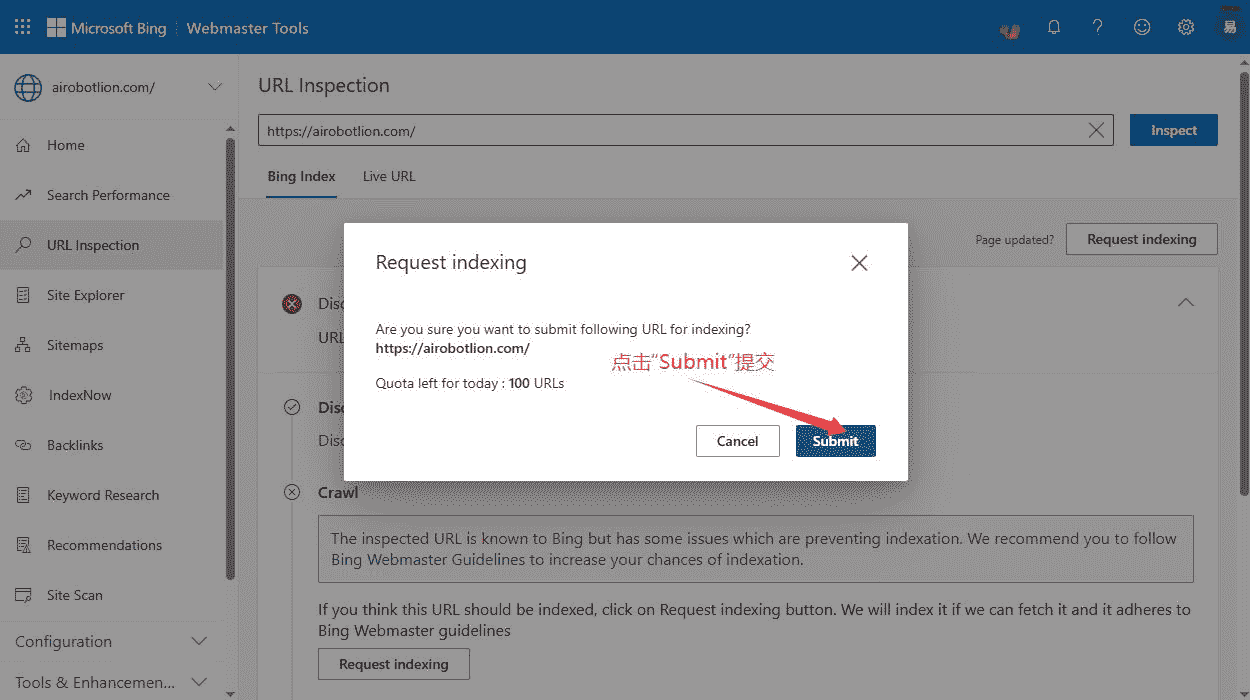 Microsoft Bing
Webmaster Tools
易
airobotlion.com/
Home
Search Performance
URL Inspection
Site Explorer
Sitemaps
IndexNow
Backlinks
Keyword Research
Recommendations
Site Scan
Configuration
Tools & Enhancemen...
URL Inspection
https://airobotlion.com/
Inspect
Bing Index
Live URL
Page updated?
Request indexing
Disc
URL
Disc
Disc
Request indexing
Are you sure you want to submit following URL for indexing?
https://airobotlion.com/
点击“Submit”提交
Quota left for today : 100 URLs
Cancel
Submit
Crawl
The inspected URL is known to Bing but has some issues which are preventing indexation. We recommend you to follow
Bing Webmaster Guidelines to increase your chances of indexation.
If you think this URL should be indexed, click on Request indexing button. We will index it if we can fetch it and it adheres to
Bing Webmaster guidelines
Request indexing